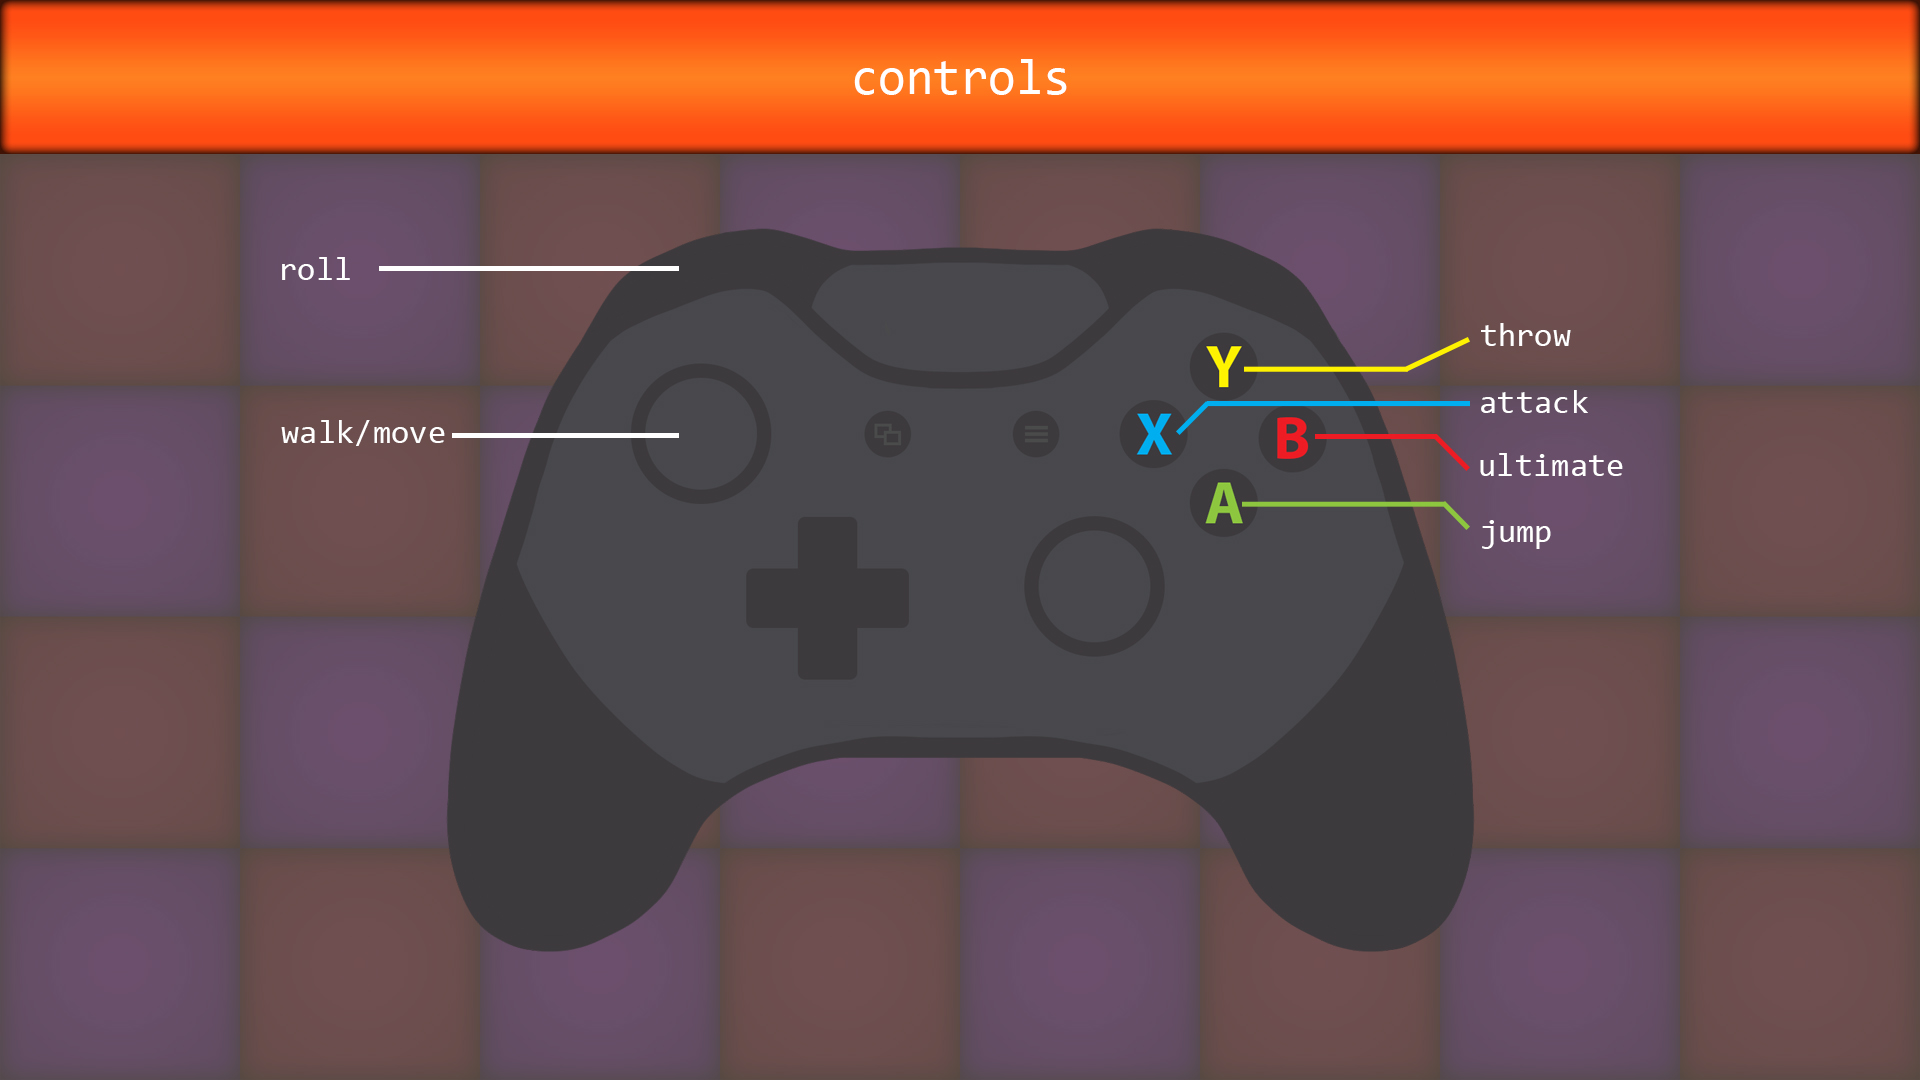 controls
roll
walk/move
Y
X
B
A
throw
attack
ultimate
jump